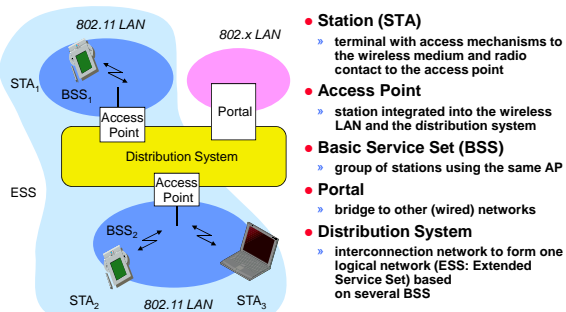 802.11 LAN
802.x LAN
STA1
BSS1
Access
Point
Portal
Distribution System
Access
Point
ESS
BSS2
STA2
802.11 LAN
STA3
● Station (STA)
» terminal with access mechanisms to
the wireless medium and radio
contact to the access point
● Access Point
» station integrated into the wireless
LAN and the distribution system
● Basic Service Set (BSS)
» group of stations using the same AP
● Portal
» bridge to other (wired) networks
● Distribution System
» interconnection network to form one
logical network (ESS: Extended
Service Set) based
on several BSS